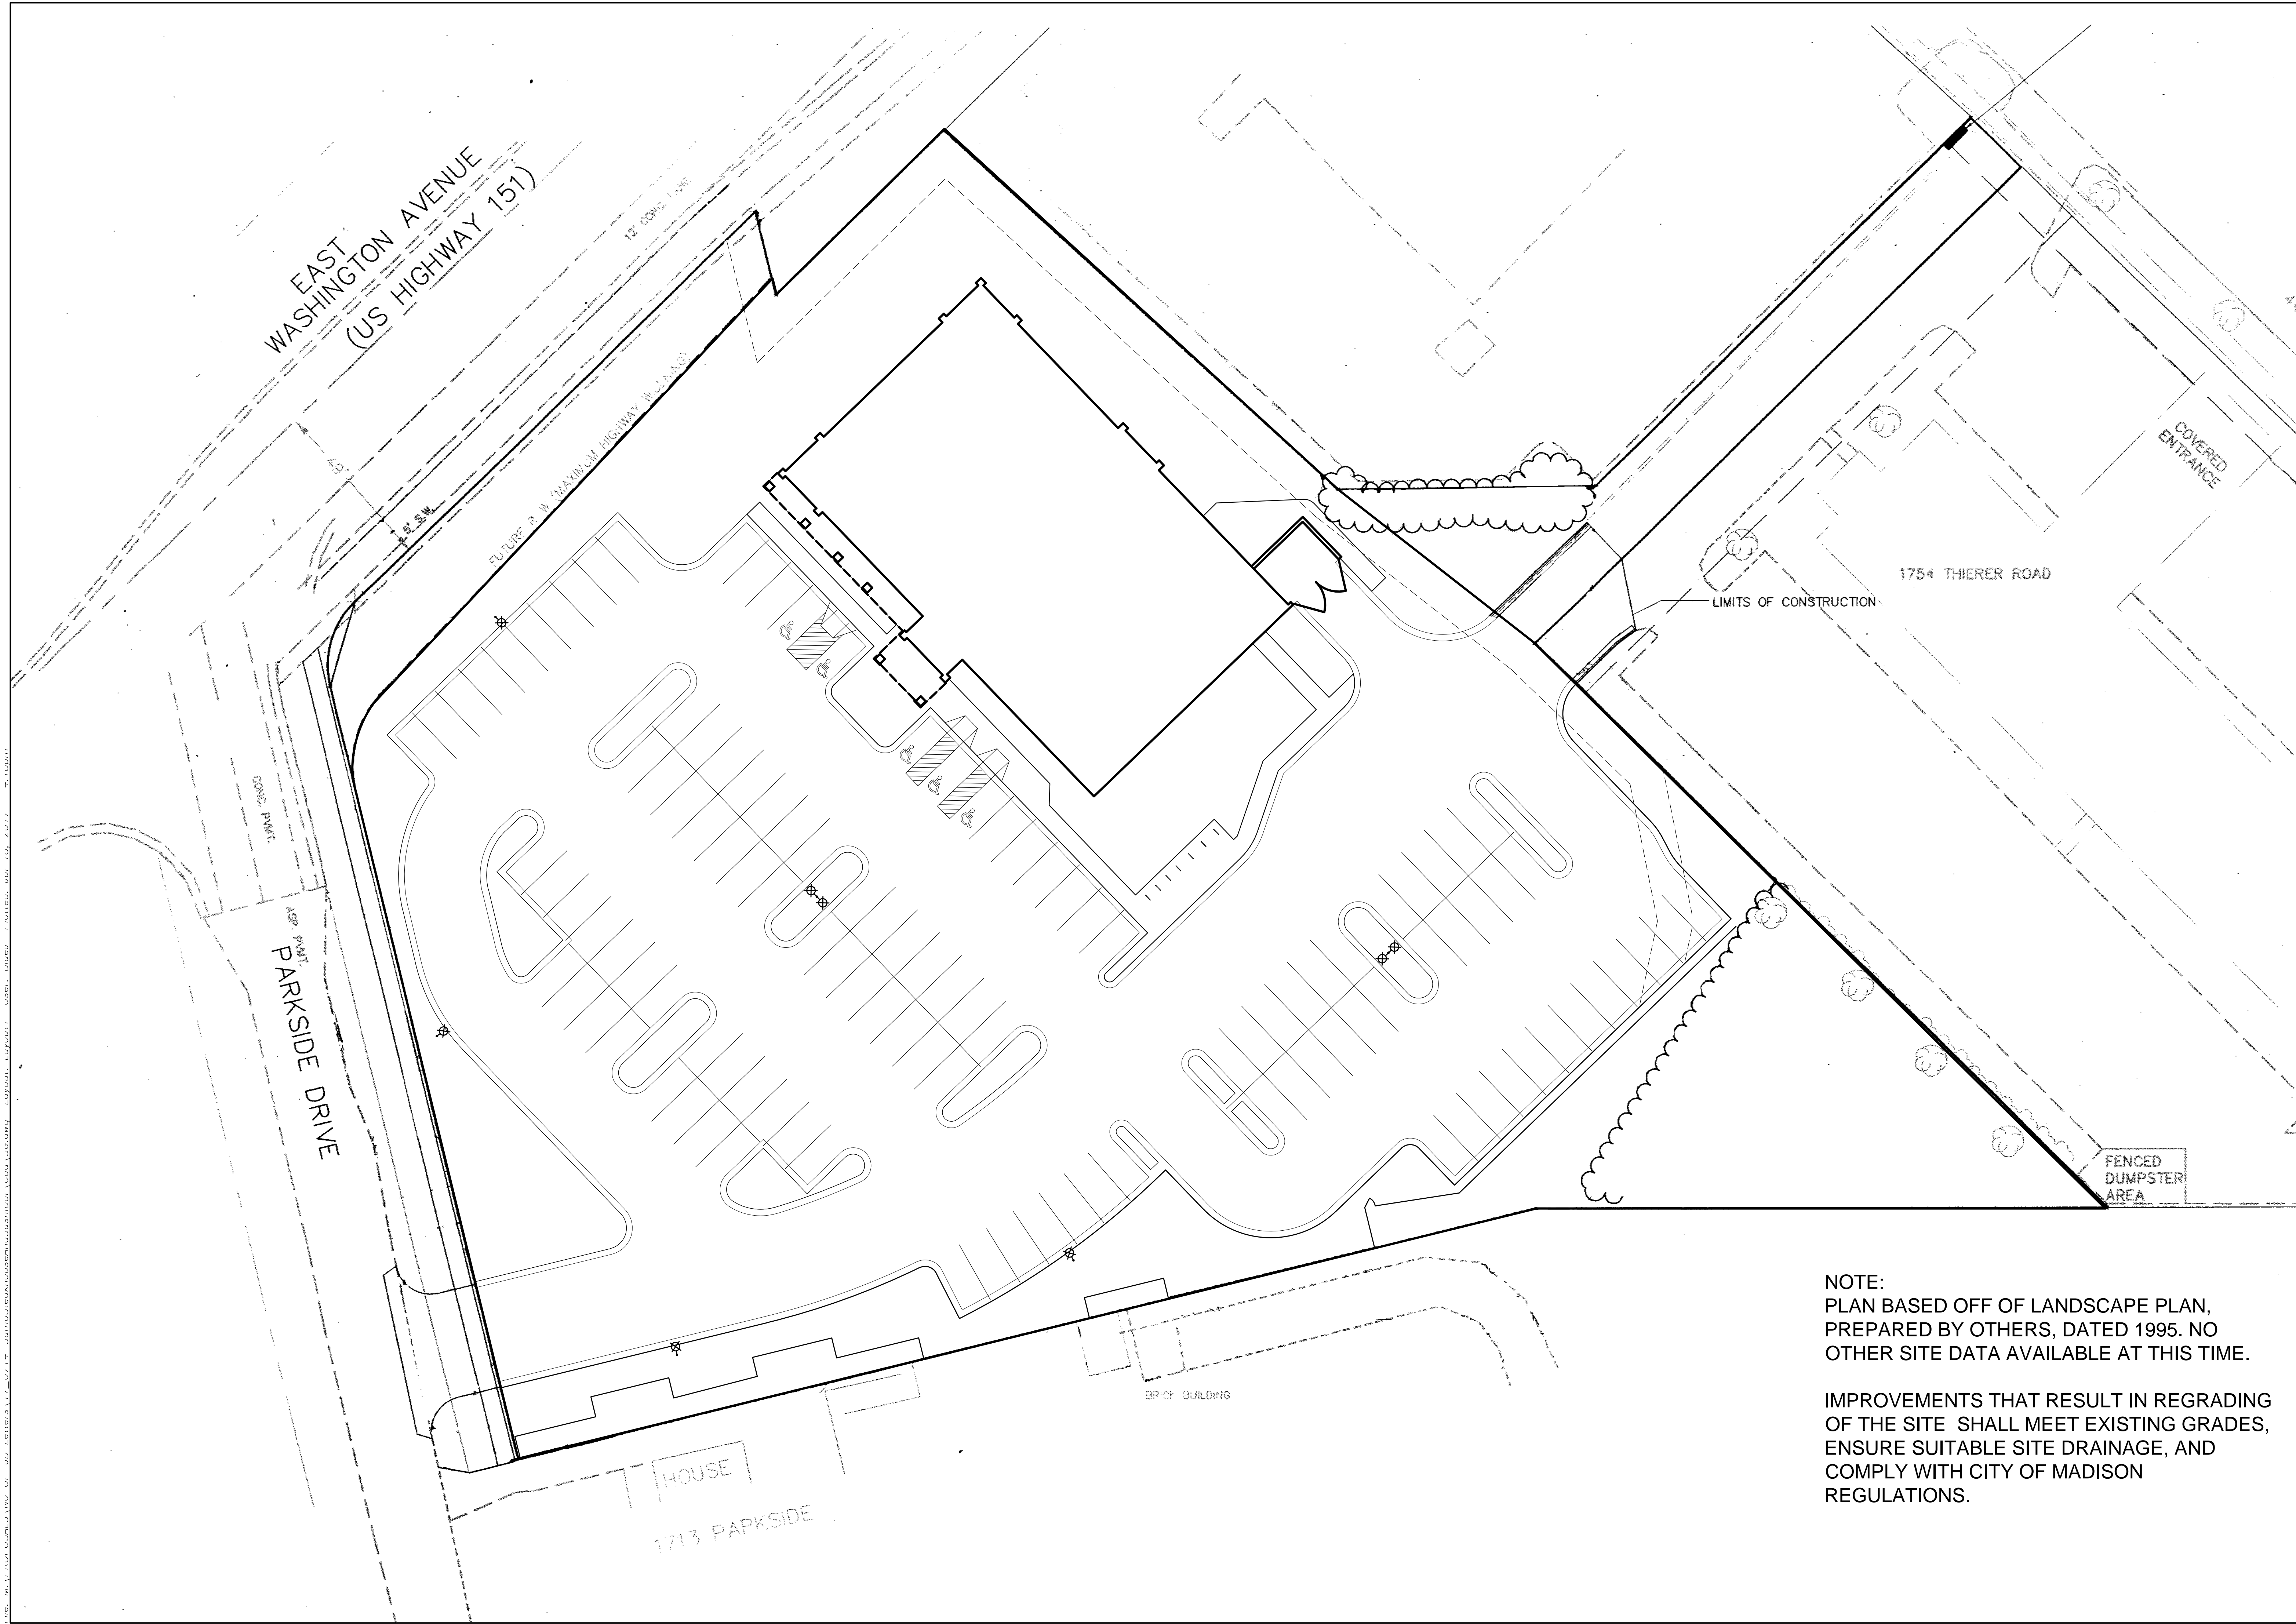 EAST
WASHINGTON AVENUE
(US HIGHWAY 151)
12' CONC.
49'
5' S.W.
FUTURE R/W (MAXIMUM HIGHWAY
CONC. PVMT.
ASP. PVMT.
PARKSIDE DRIVE
COVERED
ENTRANCE
1754 THIERER ROAD
LIMITS OF CONSTRUCTION
FENCED
DUMPSTER
AREA
BRICK BUILDING
HOUSE
1713 PARKSIDE
NOTE:
PLAN BASED OFF OF LANDSCAPE PLAN,
PREPARED BY OTHERS, DATED 1995. NO
OTHER SITE DATA AVAILABLE AT THIS TIME.
IMPROVEMENTS THAT RESULT IN REGRADING
OF THE SITE SHALL MEET EXISTING GRADES,
ENSURE SUITABLE SITE DRAINAGE, AND
COMPLY WITH CITY OF MADISON
REGULATIONS.